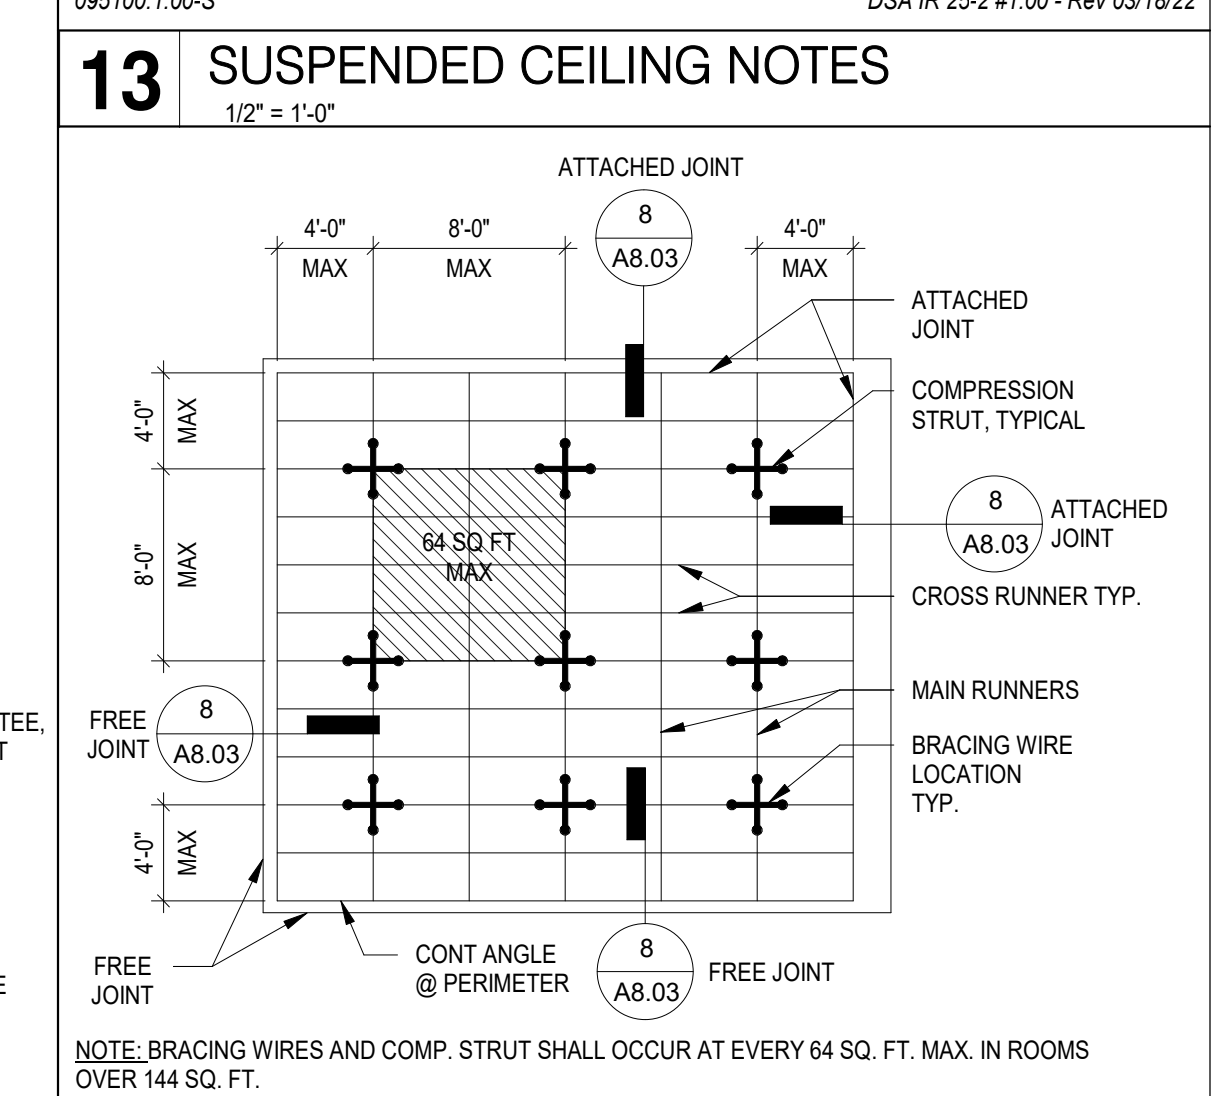 095100.1.00-S
DSA IR 25-2 #1.00 - Rev 03/18/22
13
SUSPENDED CEILING NOTES
1/2" = 1'-0"
ATTACHED JOINT
8
A8.03
4'-0"
MAX
8'-0"
MAX
4'-0"
MAX
ATTACHED
JOINT
4'-0"
MAX
COMPRESSION
STRUT, TYPICAL
8
A8.03
ATTACHED
JOINT
64 SQ FT
MAX
8'-0"
MAX
CROSS RUNNER TYP.
MAIN RUNNERS
TEE,
T
FREE
JOINT
8
A8.03
BRACING WIRE
LOCATION
TYP.
4'-0"
MAX
FREE
JOINT
CONT ANGLE
@ PERIMETER
8
A8.03
FREE JOINT
E
NOTE: BRACING WIRES AND COMP. STRUT SHALL OCCUR AT EVERY 64 SQ. FT. MAX. IN ROOMS
OVER 144 SQ. FT.